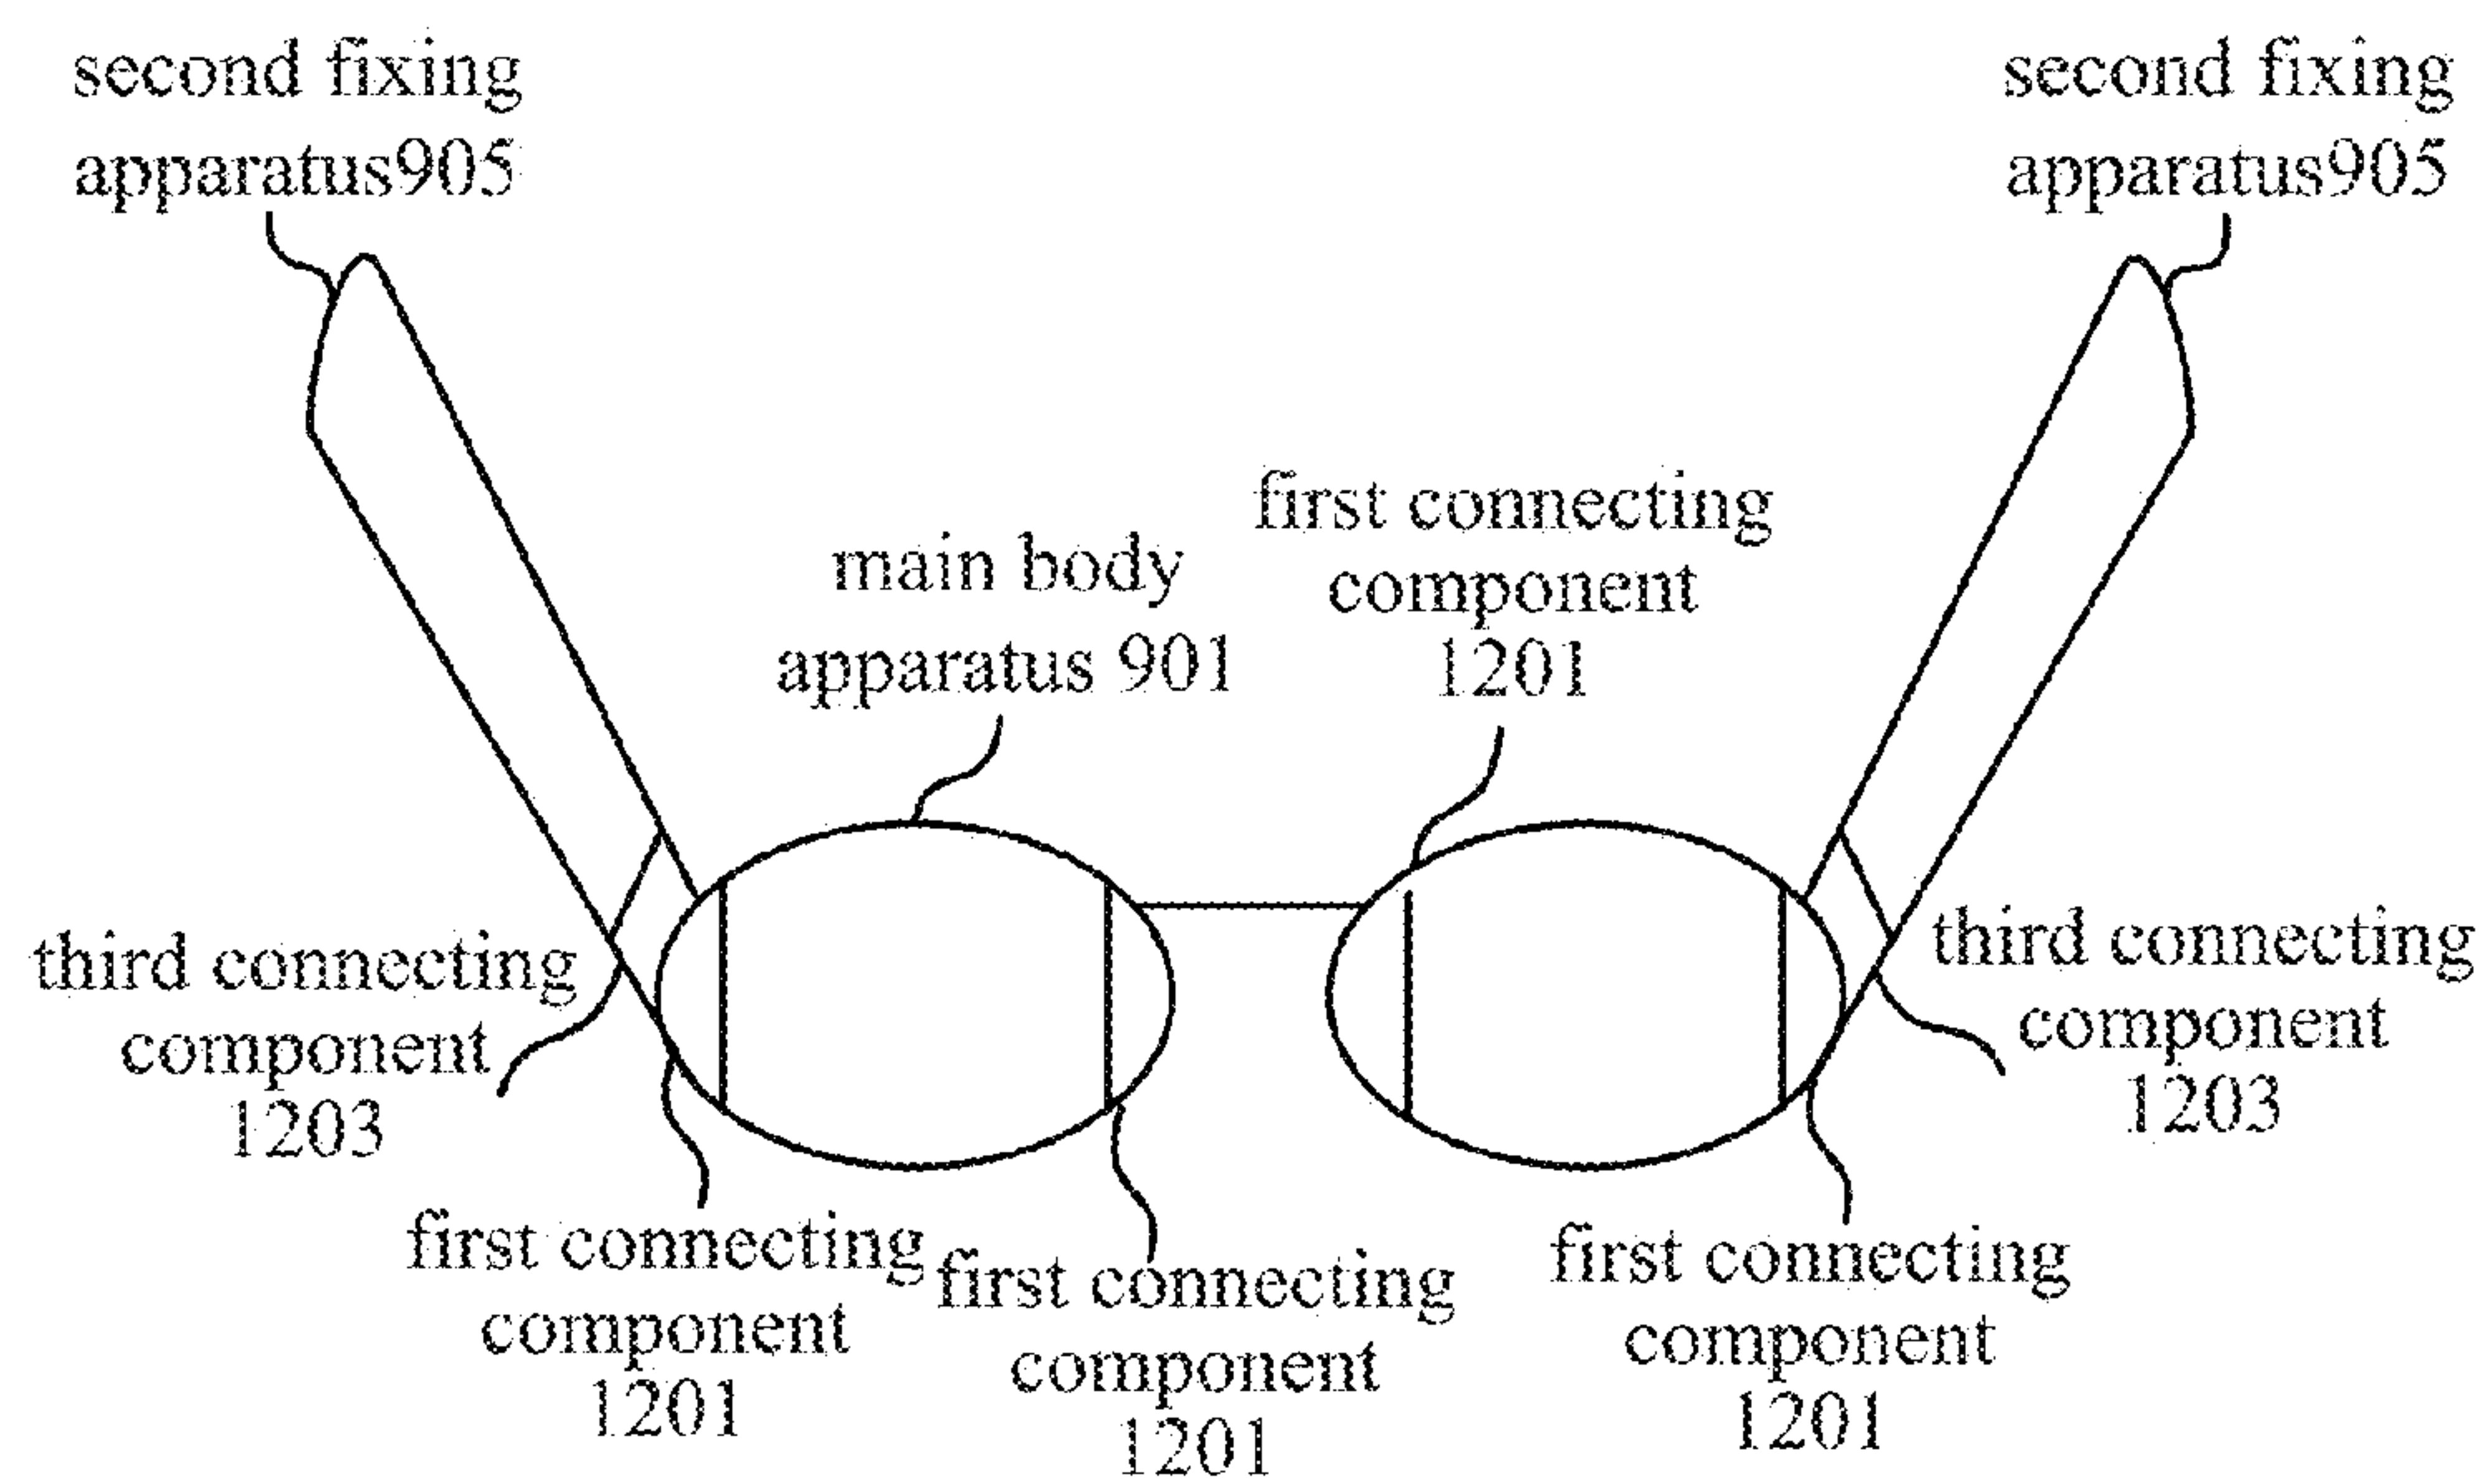 second fixing
apparatus905
second fixing
apparatus905
first connecting
component
1201
main body
apparatus 901
third connecting
component
1203
third connecting
component
1203
first connecting
component
1201
first connecting
component
1201
first connecting
component
1201